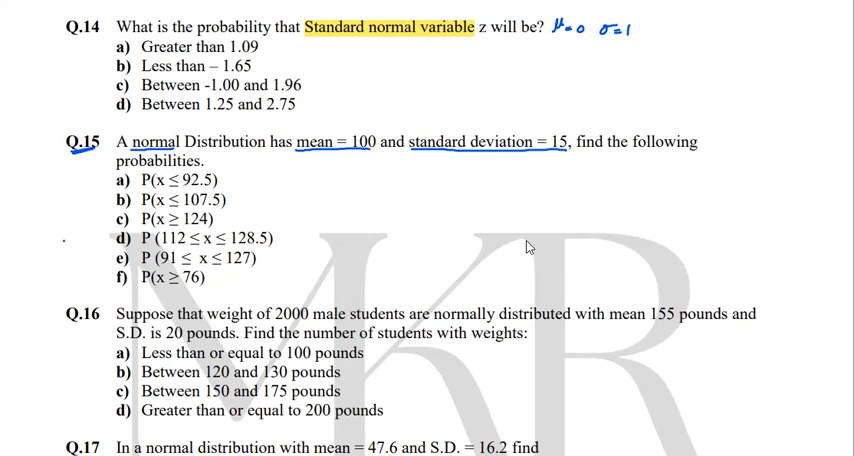 Q.14 What is the probability that Standard normal variable z will be? μ=0 σ=1
a) Greater than 1.09
b) Less than – 1.65
c) Between -1.00 and 1.96
d) Between 1.25 and 2.75
Q.15 A normal Distribution has mean = 100 and standard deviation = 15, find the following
probabilities.
a) P(x ≤ 92.5)
b) P(x ≤ 107.5)
c) P(x ≥ 124)
d) P (112 ≤ x ≤ 128.5)
e) P (91 ≤ x ≤ 127)
f) P(x ≥ 76)
Q.16 Suppose that weight of 2000 male students are normally distributed with mean 155 pounds and
S.D. is 20 pounds. Find the number of students with weights:
a) Less than or equal to 100 pounds
b) Between 120 and 130 pounds
c) Between 150 and 175 pounds
d) Greater than or equal to 200 pounds
Q.17 In a normal distribution with mean = 47.6 and S.D. = 16.2 find
MKR